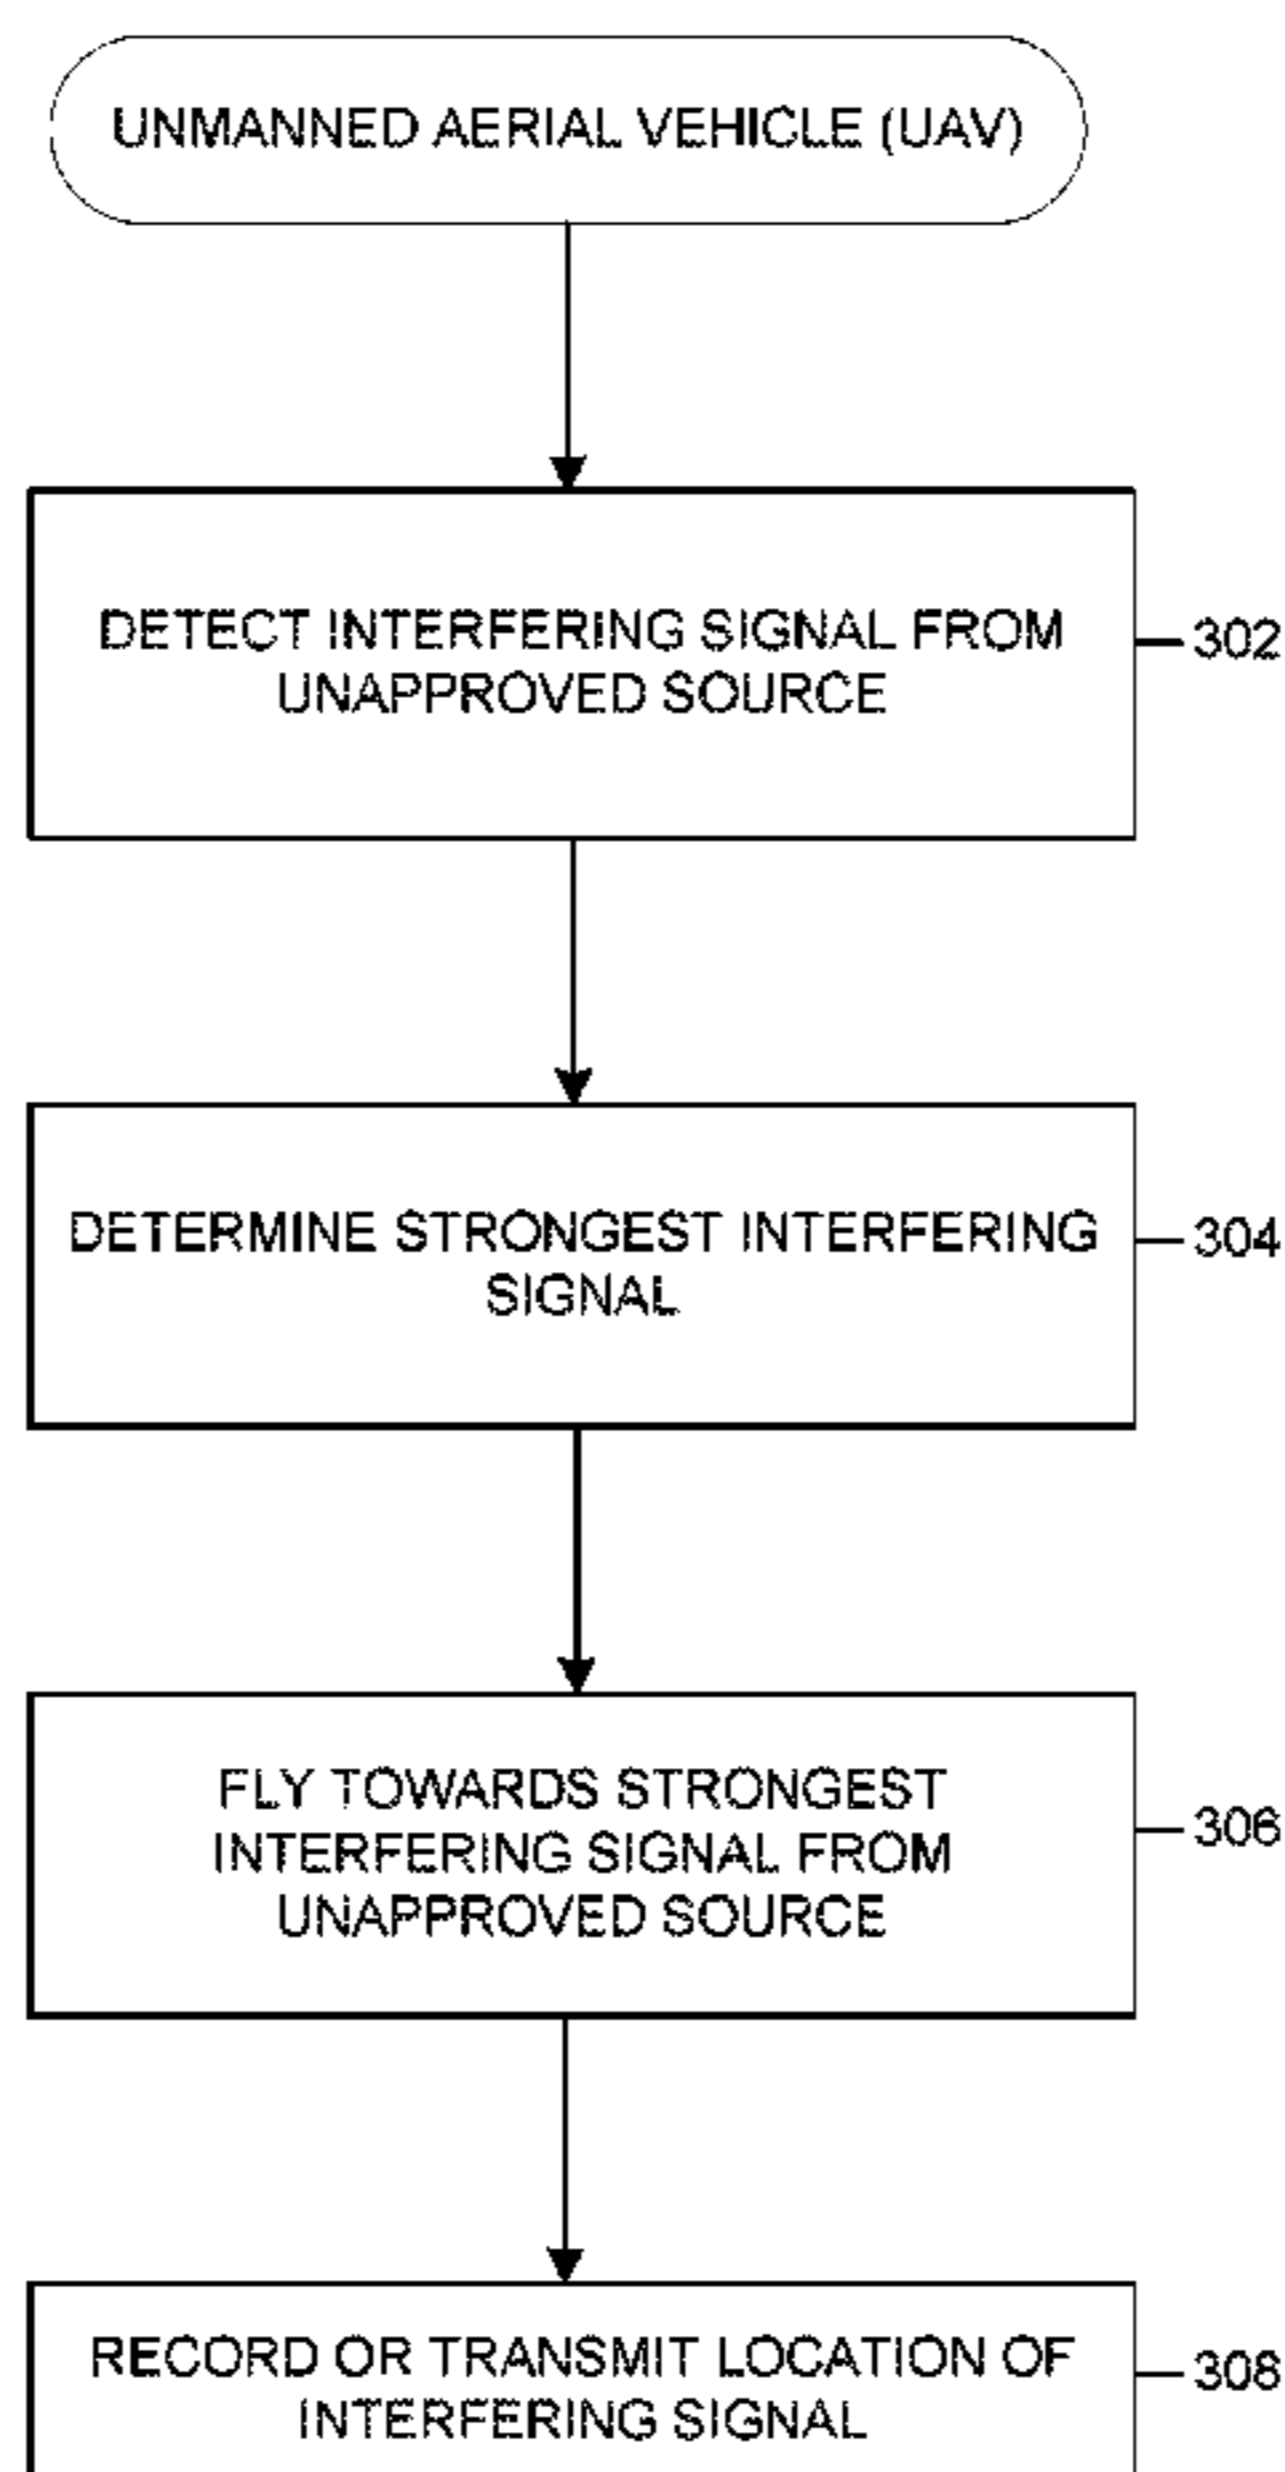 UNMANNED AERIAL VEHICLE (UAV)
DETECT INTERFERING SIGNAL FROM
UNAPPROVED SOURCE
302
DETERMINE STRONGEST INTERFERING
SIGNAL
304
FLY TOWARDS STRONGEST
INTERFERING SIGNAL FROM
UNAPPROVED SOURCE
306
RECORD OR TRANSMIT LOCATION OF
INTERFERING SIGNAL
308